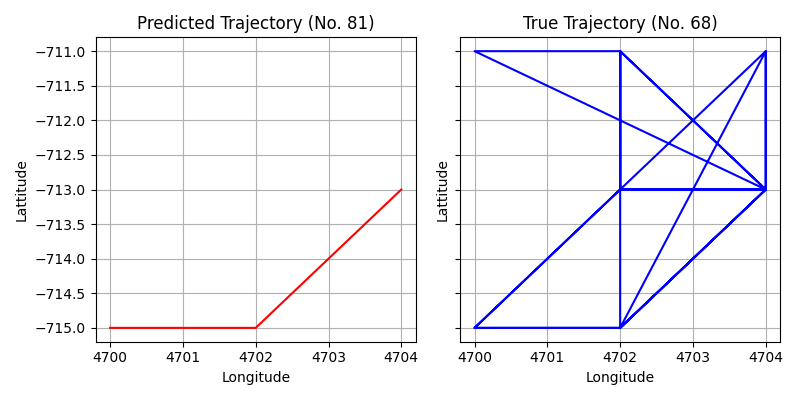 Predicted Trajectory (No. 81)
True Trajectory (No. 68)
−711.0
−711.5
−712.0
−712.5
−713.0
−713.5
−714.0
−714.5
−715.0
Lattitude
Lattitude
4700 4701 4702 4703 4704
4700 4701 4702 4703 4704
Longitude
Longitude